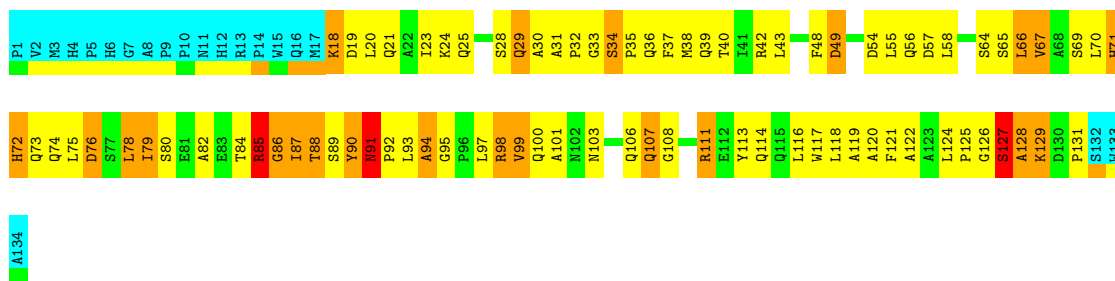 P1 V2 M3 H4 P5 H6 G7 A8 P9 P10 N11 H12 R13 P14 W15 Q16 M17 K18 D19 L20 Q21 A22 I23 K24 Q25 S28 Q29 A30 A31 P32 G33 S34 P35 Q36 F37 M38 Q39 T40 I41 R42 L43 F48 D49 D54 L55 Q56 D57 L58 S64 S65 L66 V67 A68 S69 L70 H71
H72 Q73 Q74 L75 D76 S77 L78 I79 S80 E81 A82 E83 T84 R85 G86 I87 T88 S89 Y90 N91 P92 L93 A94 G95 P96 L97 R98 V99 Q100 A101 N102 N103 Q106 Q107 G108 R111 E112 Y113 Q114 Q115 L116 W117 L118 A119 A120 F121 A122 A123 L124 P125 G126 S127 A128 K129 D130 P131 S132 W133
A134